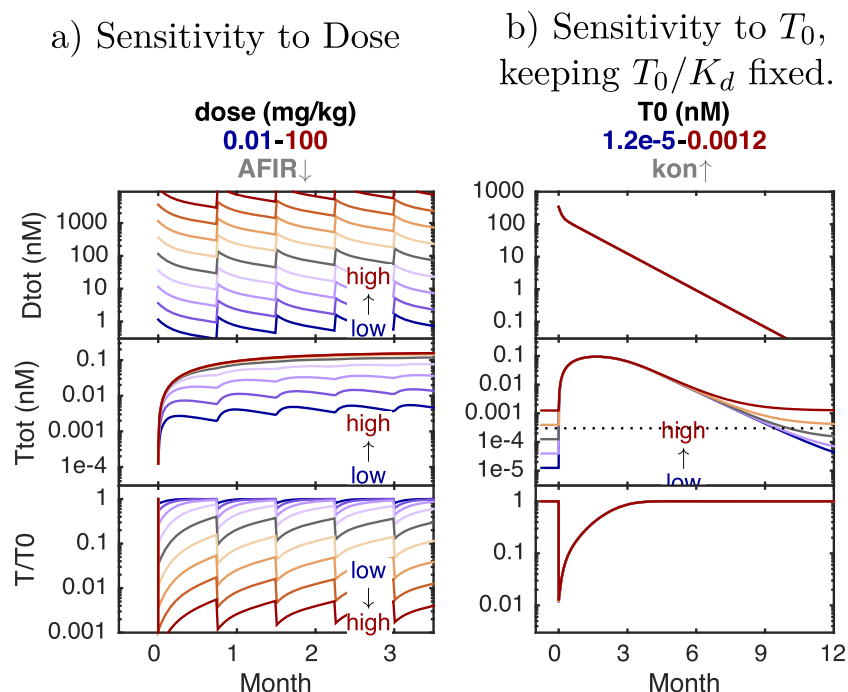 a) Sensitivity to Dose
b) Sensitivity to T₀,
keeping T₀/K_d fixed.
dose (mg/kg)
0.01-100
AFIR↓
T0 (nM)
1.2e-5-0.0012
kon↑
Dtot (nM)
1000
100
10
1
high
↑
low
1000
100
10
1
0.1
Ttot (nM)
0.1
0.01
0.001
1e-4
high
↑
low
0.1
0.01
0.001
1e-4
1e-5
high
↑
low
T/T0
1
0.1
0.01
0.001
low
↓
high
1
0.1
0.01
0 1 2 3
Month
0 3 6 9 12
Month